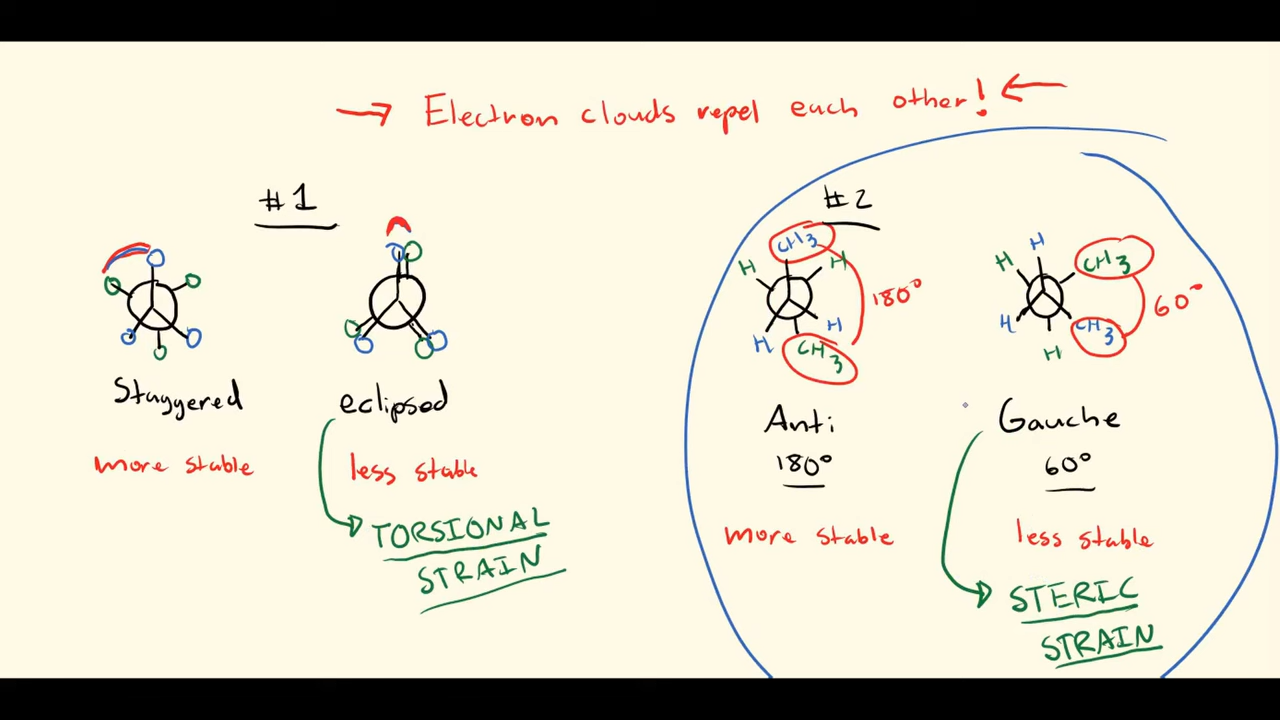 → Electron clouds repel each other! ←
#1
Staggered
more stable
eclipsed
less stable
TORSIONAL
STRAIN
#2
CH3
H
H
180°
H
H
CH3
Anti
180°
more stable
H
H
CH3
60°
H
CH3
H
Gauche
60°
less stable
STERIC
STRAIN